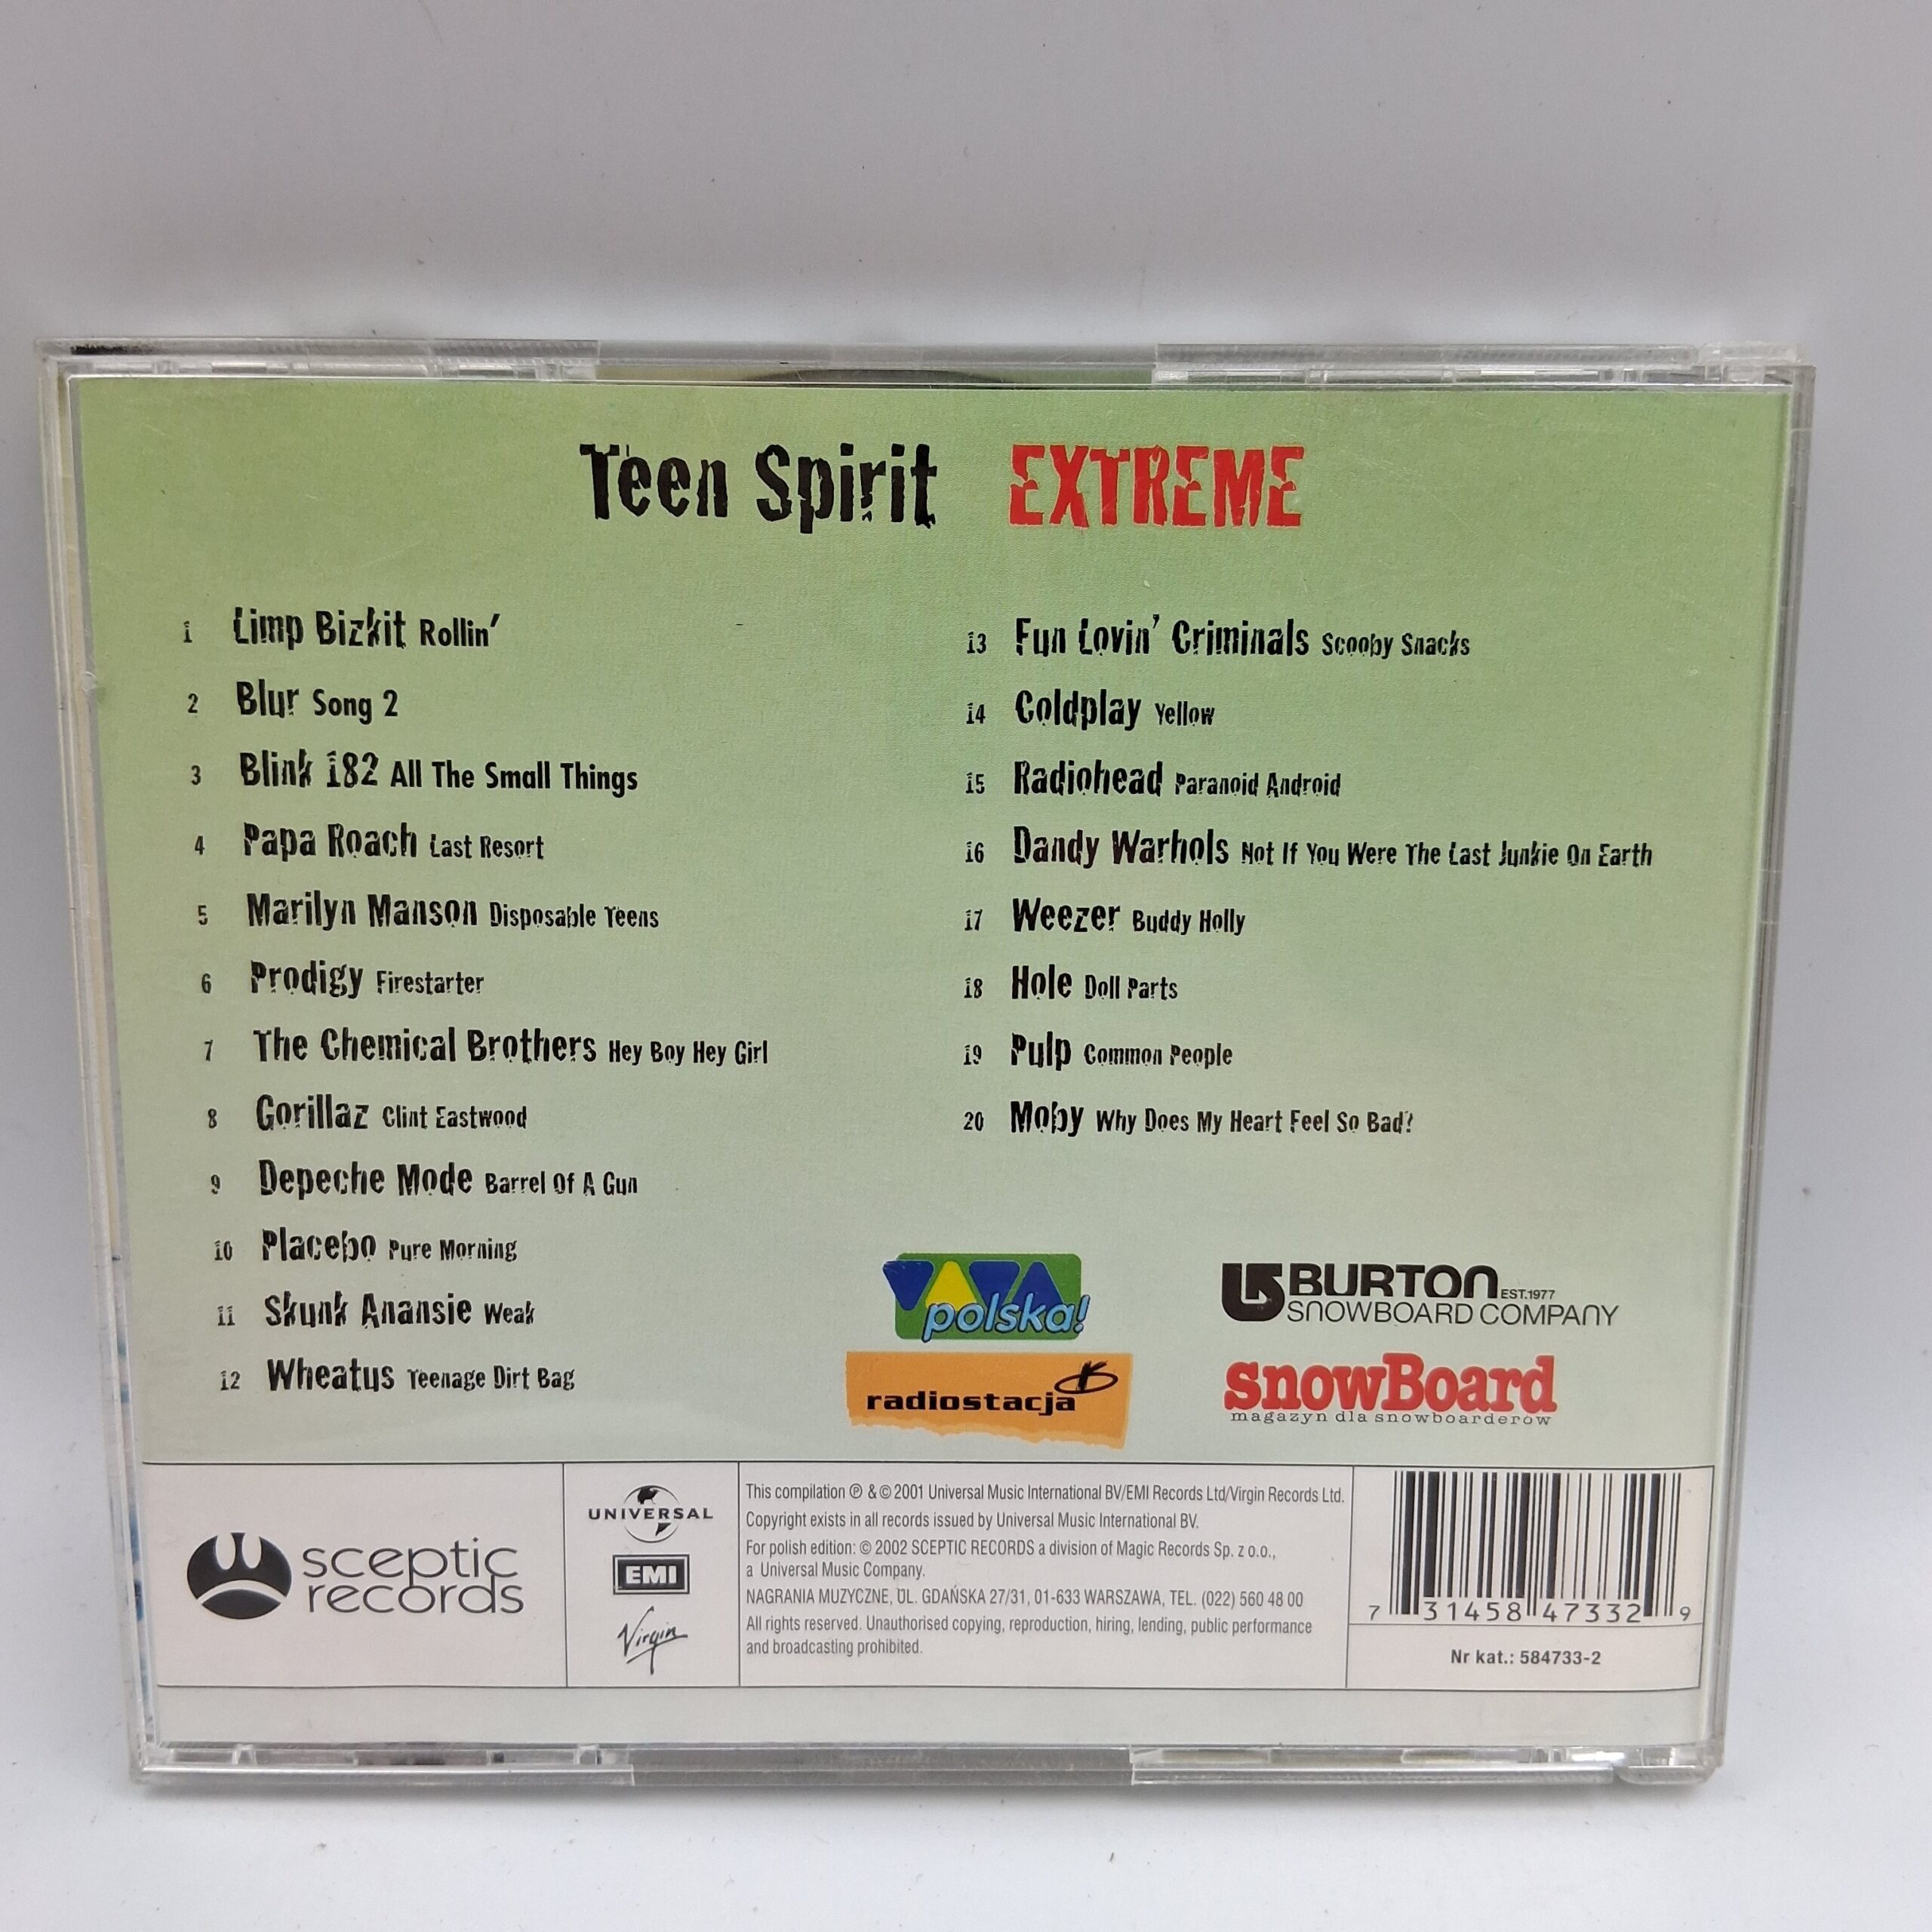 Teen Spirit EXTREME
1 Limp Bizkit Rollin'
2 Blur Song 2
3 Blink 182 All The Small Things
4 Papa Roach Last Resort
5 Marilyn Manson Disposable Teens
6 Prodigy Firestarter
7 The Chemical Brothers Hey Boy Hey Girl
8 Gorillaz Clint Eastwood
9 Depeche Mode Barrel Of A Gun
10 Placebo Pure Morning
11 Skunk Anansie Weak
12 Wheatus Teenage Dirt Bag
13 Fun Lovin' Criminals Scooby Snacks
14 Coldplay Yellow
15 Radiohead Paranoid Android
16 Dandy Warhols Not If You Were The Last Junkie On Earth
17 Weezer Buddy Holly
18 Hole Doll Parts
19 Pulp Common People
20 Moby Why Does My Heart Feel So Bad?
VIVA
polska!
radiostacja
BURTON EST.1977
SNOWBOARD COMPANY
snowBoard
magazyn dla snowboarderów
sceptic
records
UNIVERSAL
EMI
Virgin
This compilation ℗ & © 2001 Universal Music International BV/EMI Records Ltd/Virgin Records Ltd.
Copyright exists in all records issued by Universal Music International BV.
For polish edition: © 2002 SCEPTIC RECORDS a division of Magic Records Sp. z o.o.,
a Universal Music Company.
NAGRANIA MUZYCZNE, UL. GDAŃSKA 27/31, 01-633 WARSZAWA, TEL. (022) 560 48 00
All rights reserved. Unauthorised copying, reproduction, hiring, lending, public performance
and broadcasting prohibited.
7 31458 47332 9
Nr kat.: 584733-2